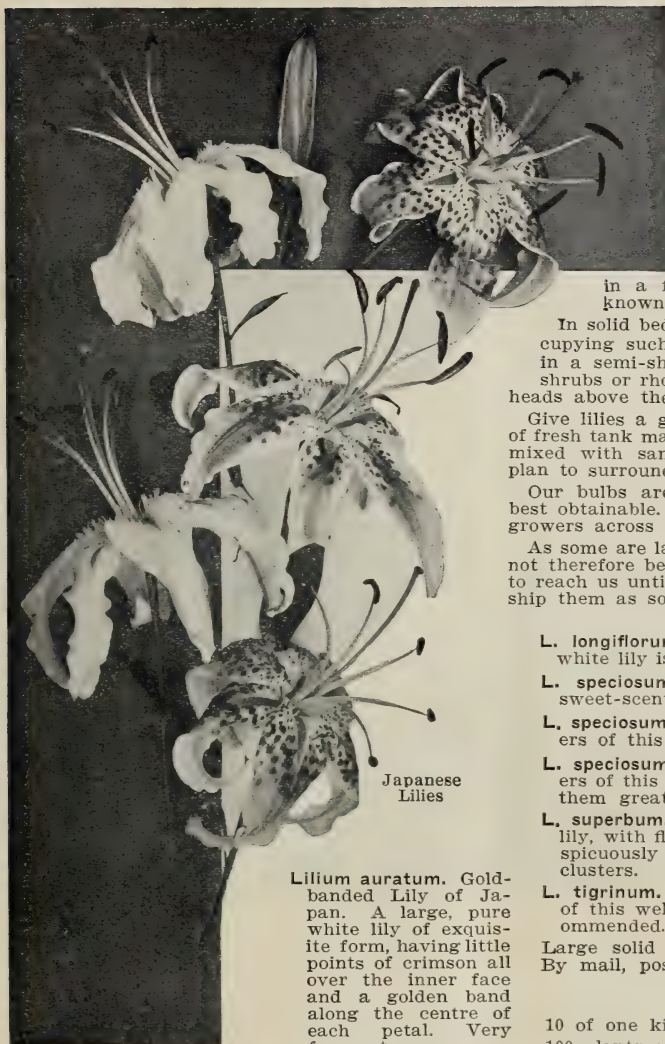 in a f
known
In solid bed
cupying such
in a semi-sh
shrubs or rho
heads above the
Give lilies a g
of fresh tank ma
mixed with san
plan to surround
Our bulbs are
best obtainable.
growers across
As some are la
not therefore be
to reach us unti
ship them as so
L. longiflorum
white lily is
L. speciosum
sweet-scent
L. speciosum
ers of this
L. speciosum
ers of this
them great
L. superbum
lily, with fl
spicuously
clusters.
L. tigrinum.
of this wel
ommended.
Large solid
By mail, pos
10 of one ki
Japanese
Lilies
Lilium auratum. Gold-
banded Lily of Ja-
pan. A large, pure
white lily of exquis-
ite form, having little
points of crimson all
over the inner face
and a golden band
along the centre of
each petal. Very